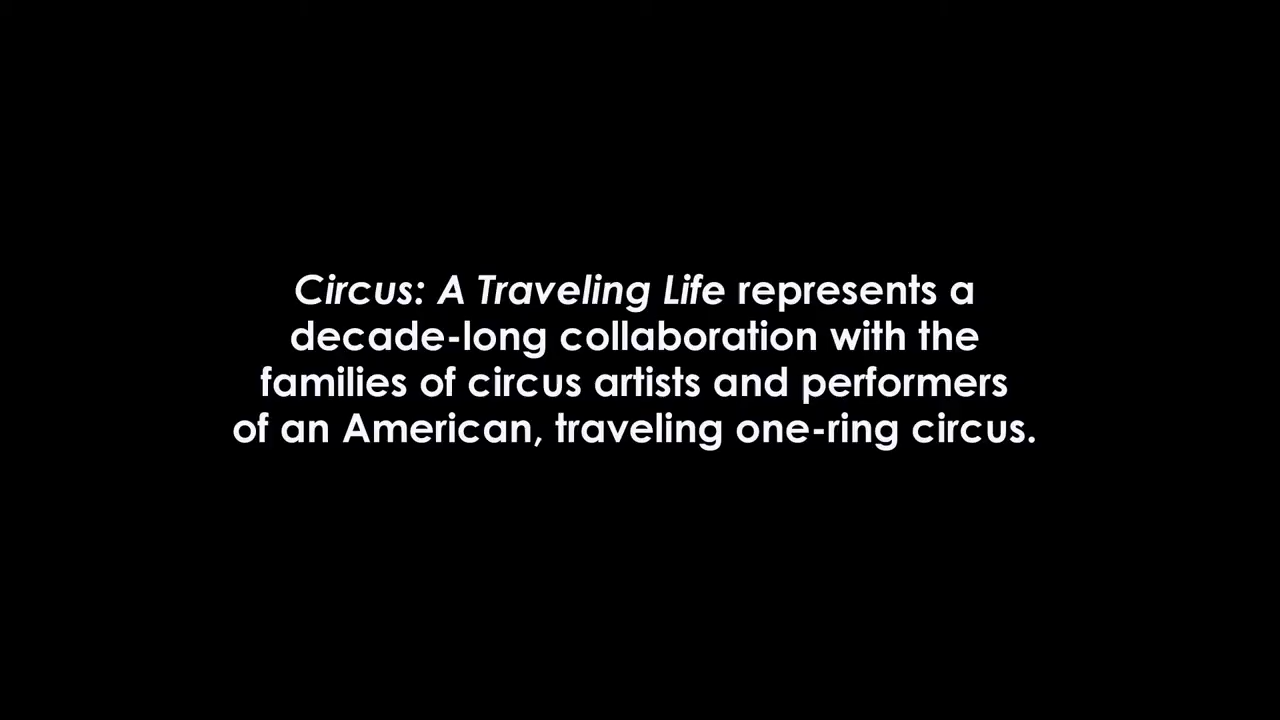 Circus: A Traveling Life represents a
decade-long collaboration with the
families of circus artists and performers
of an American, traveling one-ring circus.